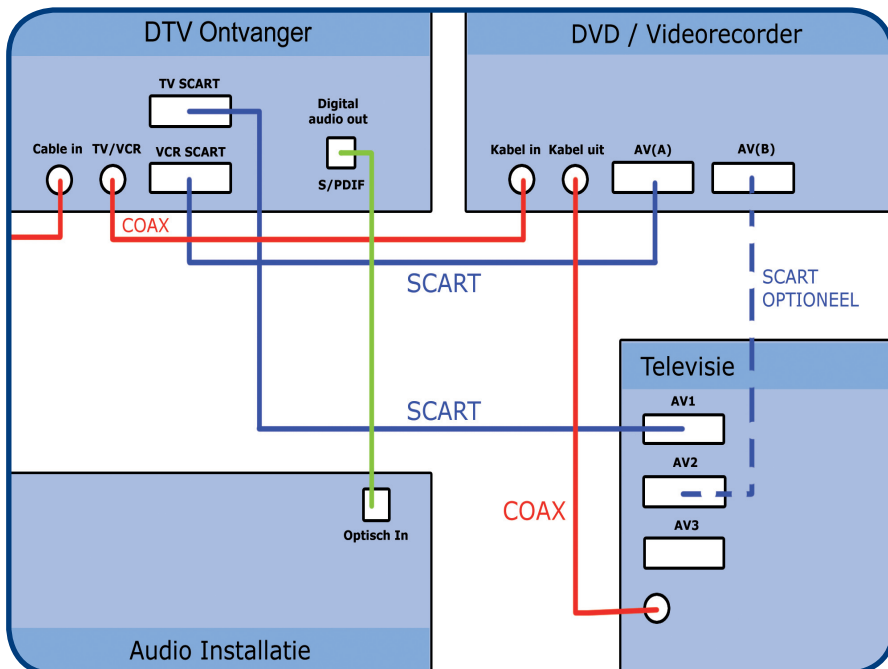 DTV Ontvanger
TV SCART
Digital
audio out
Cable in
TV/VCR
VCR SCART
S/PDIF
DVD / Videorecorder
Kabel in
Kabel uit
AV(A)
AV(B)
COAX
SCART
SCART
OPTIONEEL
Televisie
AV1
SCART
AV2
COAX
AV3
Optisch In
Audio Installatie